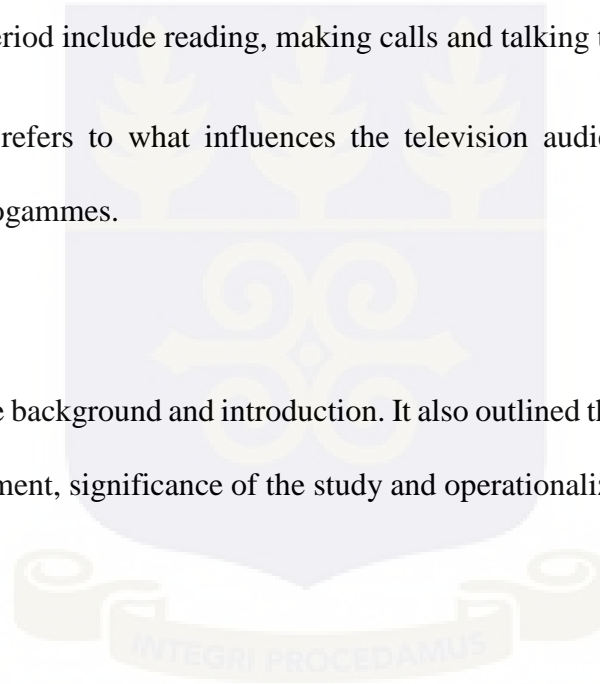 eriod include reading, making calls and talking t
refers to what influences the television audi
ogammes.
e background and introduction. It also outlined th
ment, significance of the study and operationaliz
INTEGRI PROCEDAMUS